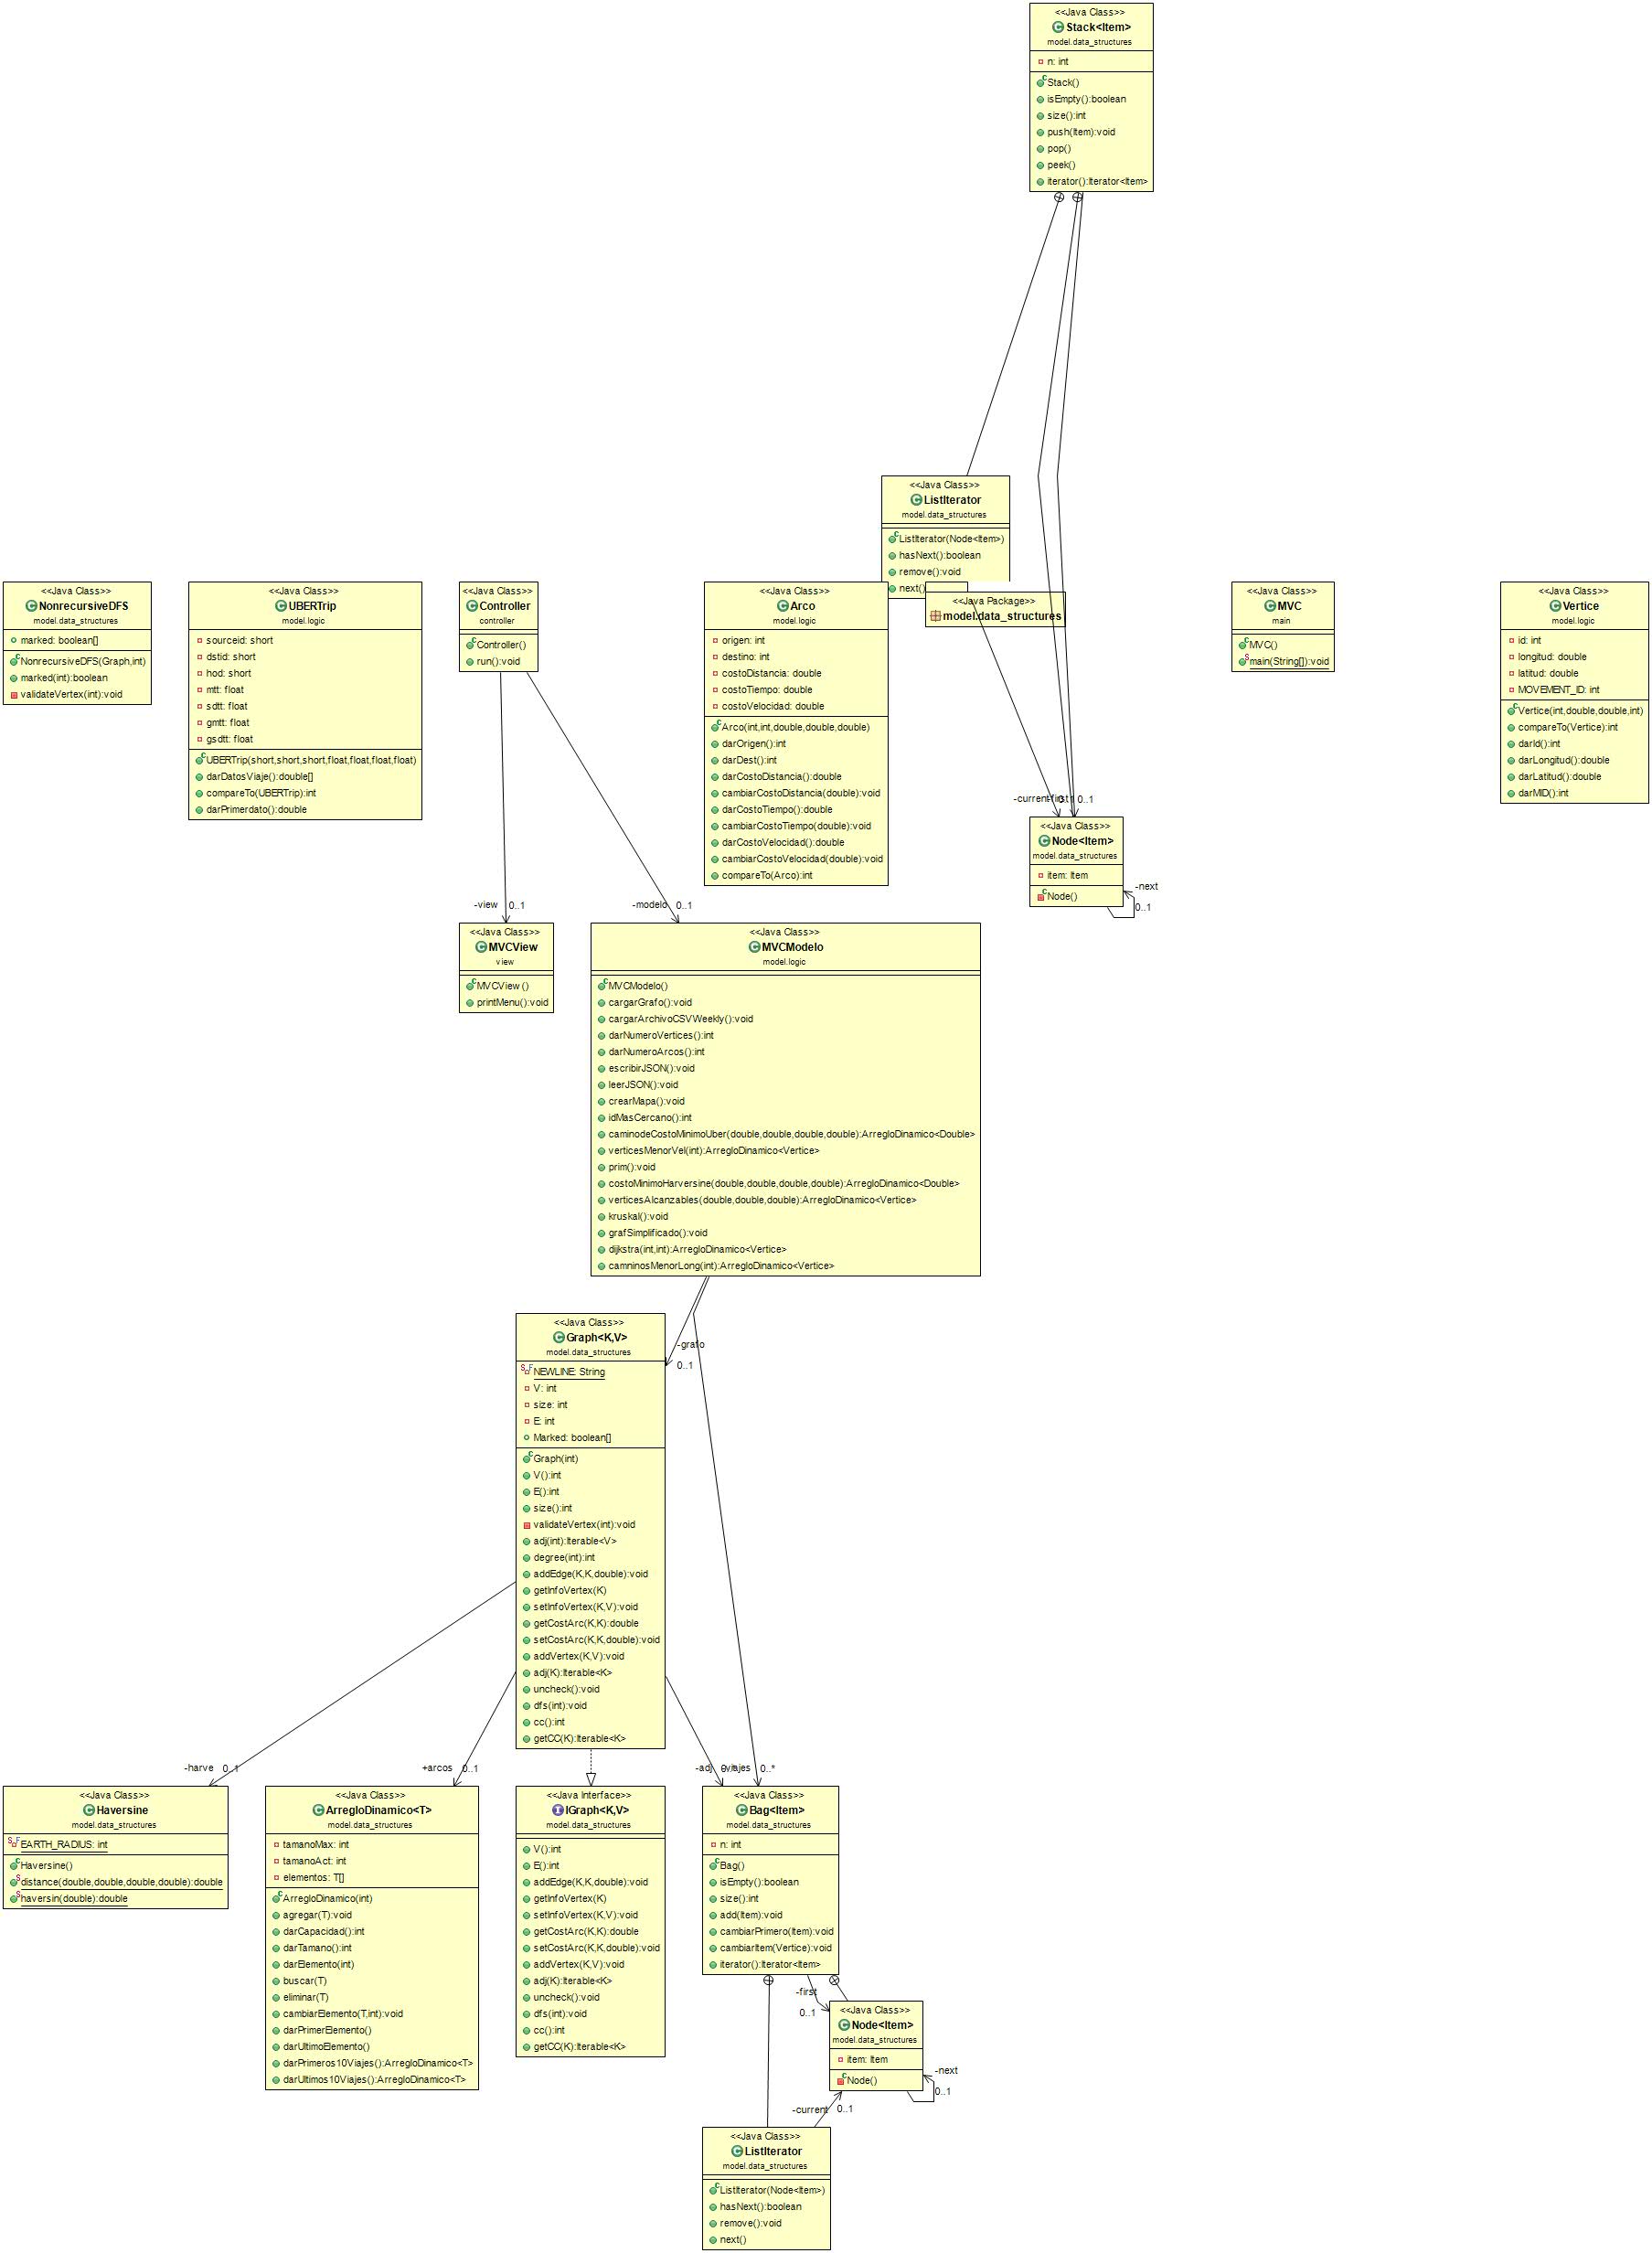 <<Java Class>>
Stack<Item>
model.data_structures
n: int
Stack()
isEmpty():boolean
size():int
push(Item):void
pop()
peek()
iterator():Iterator<Item>
<<Java Class>>
ListIterator
model.data_structures
ListIterator(Node<Item>)
hasNext():boolean
remove():void
next()
<<Java Class>>
NonrecursiveDFS
model.data_structures
marked: boolean[]
NonrecursiveDFS(Graph,int)
marked(int):boolean
validateVertex(int):void
<<Java Class>>
UBERTrip
model.logic
sourceid: short
dstid: short
hod: short
mtt: float
sdtt: float
gmtt: float
gsdtt: float
UBERTrip(short,short,short,float,float,float,float)
darDatosViaje():double[]
compareTo(UBERTrip):int
darPrimerdato():double
<<Java Class>>
Controller
controller
Controller()
run():void
<<Java Class>>
Arco
model.logic
origen: int
destino: int
costoDistancia: double
costoTiempo: double
costoVelocidad: double
Arco(int,int,double,double,double)
darOrigen():int
darDest():int
darCostoDistancia():double
cambiarCostoDistancia(double):void
darCostoTiempo():double
cambiarCostoTiempo(double):void
darCostoVelocidad():double
cambiarCostoVelocidad(double):void
compareTo(Arco):int
<<Java Package>>
model.data_structures
<<Java Class>>
MVC
main
MVC()
main(String[]):void
<<Java Class>>
Vertice
model.logic
id: int
longitud: double
latitud: double
MOVEMENT_ID: int
Vertice(int,double,double,int)
compareTo(Vertice):int
darId():int
darLongitud():double
darLatitud():double
darMID():int
-current
-first
0..1
<<Java Class>>
Node<Item>
model.data_structures
item: Item
Node()
-next
0..1
-view
0..1
-modelo
0..1
<<Java Class>>
MVCView
view
MVCView()
printMenu():void
<<Java Class>>
MVCModelo
model.logic
MVCModelo()
cargarGrafo():void
cargarArchivoCSVWeekly():void
darNumeroVertices():int
darNumeroArcos():int
escribirJSON():void
leerJSON():void
crearMapa():void
idMasCercano():int
caminodeCostoMinimoUber(double,double,double,double):ArregloDinamico<Double>
verticesMenorVel(int):ArregloDinamico<Vertice>
prim():void
costoMinimoHarversine(double,double,double,double):ArregloDinamico<Double>
verticesAlcanzables(double,double,double):ArregloDinamico<Vertice>
kruskal():void
grafSimplificado():void
dijkstra(int,int):ArregloDinamico<Vertice>
camninosMenorLong(int):ArregloDinamico<Vertice>
-grafo
0..1
<<Java Class>>
Graph<K,V>
model.data_structures
NEWLINE: String
V: int
size: int
E: int
Marked: boolean[]
Graph(int)
V():int
E():int
size():int
validateVertex(int):void
adj(int):Iterable<V>
degree(int):int
addEdge(K,K,double):void
getInfoVertex(K)
setInfoVertex(K,V):void
getCostArc(K,K):double
setCostArc(K,K,double):void
addVertex(K,V):void
adj(K):Iterable<K>
uncheck():void
dfs(int):void
cc():int
getCC(K):Iterable<K>
-harve
0..1
+arcos
0..1
-adj
-viajes
0..*
<<Java Class>>
Haversine
model.data_structures
EARTH_RADIUS: int
Haversine()
distance(double,double,double,double):double
haversin(double):double
<<Java Class>>
ArregloDinamico<T>
model.data_structures
tamanoMax: int
tamanoAct: int
elementos: T[]
ArregloDinamico(int)
agregar(T):void
darCapacidad():int
darTamano():int
darElemento(int)
buscar(T)
eliminar(T)
cambiarElemento(T,int):void
darPrimerElemento()
darUltimoElemento()
darPrimeros10Viajes():ArregloDinamico<T>
darUltimos10Viajes():ArregloDinamico<T>
<<Java Interface>>
IGraph<K,V>
model.data_structures
V():int
E():int
addEdge(K,K,double):void
getInfoVertex(K)
setInfoVertex(K,V):void
getCostArc(K,K):double
setCostArc(K,K,double):void
addVertex(K,V):void
adj(K):Iterable<K>
uncheck():void
dfs(int):void
cc():int
getCC(K):Iterable<K>
<<Java Class>>
Bag<Item>
model.data_structures
n: int
Bag()
isEmpty():boolean
size():int
add(Item):void
cambiarPrimero(Item):void
cambiarItem(Vertice):void
iterator():Iterator<Item>
-first
0..1
<<Java Class>>
Node<Item>
model.data_structures
item: Item
Node()
-next
0..1
-current
0..1
<<Java Class>>
ListIterator
model.data_structures
ListIterator(Node<Item>)
hasNext():boolean
remove():void
next()